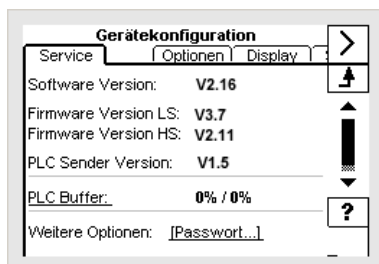 Gerätekonfiguration
Service Optionen Display
Software Version: V2.16
Firmware Version LS: V3.7
Firmware Version HS: V2.11
PLC Sender Version: V1.5
PLC Buffer: 0% / 0%
?
Weitere Optionen: [Passwort...]